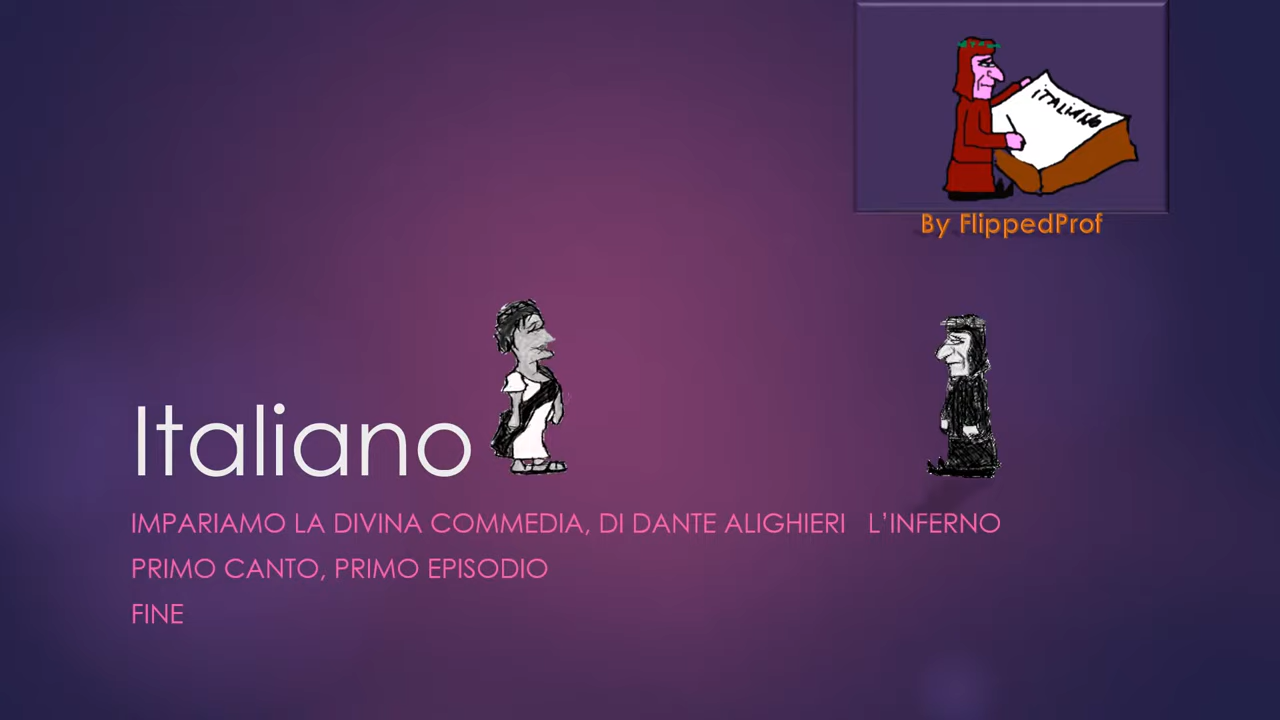 ITALIANO
By FlippedProf
Italiano
IMPARIAMO LA DIVINA COMMEDIA, DI DANTE ALIGHIERI L’INFERNO
PRIMO CANTO, PRIMO EPISODIO
FINE